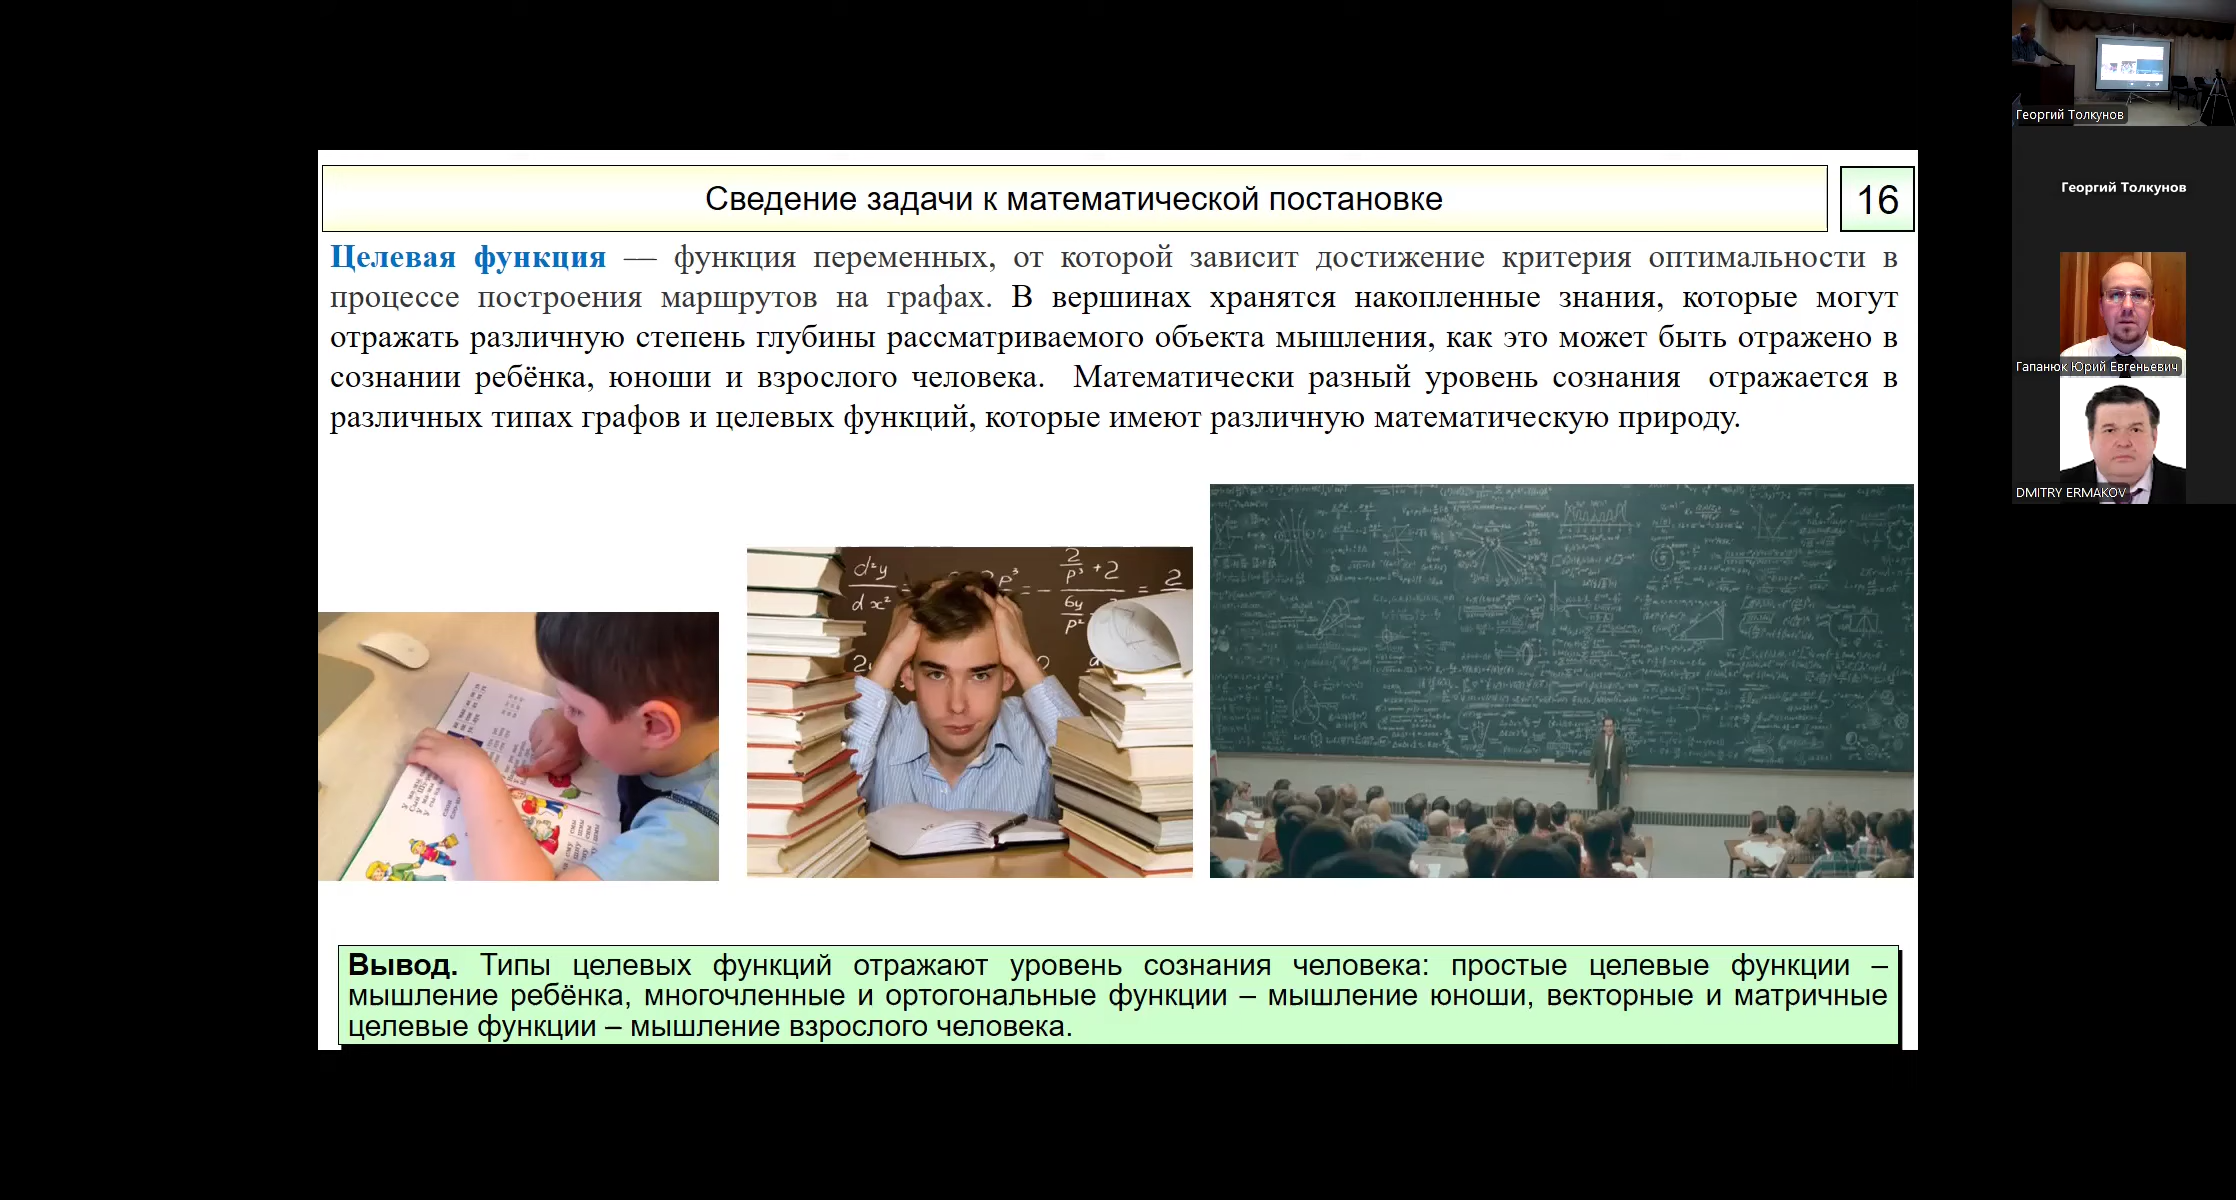 Сведение задачи к математической постановке
16
Целевая функция — функция переменных, от которой зависит достижение критерия оптимальности в
процессе построения маршрутов на графах. В вершинах хранятся накопленные знания, которые могут
отражать различную степень глубины рассматриваемого объекта мышления, как это может быть отражено в
сознании ребёнка, юноши и взрослого человека. Математически разный уровень сознания отражается в
различных типах графов и целевых функций, которые имеют различную математическую природу.
Вывод. Типы целевых функций отражают уровень сознания человека: простые целевые функции –
мышление ребёнка, многочленные и ортогональные функции – мышление юноши, векторные и матричные
целевые функции – мышление взрослого человека.
Георгий Толкунов
Георгий Толкунов
Гапанюк Юрий Евгеньевич
DMITRY ERMAKOV